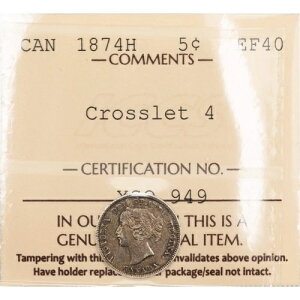 CAN 1874H 5¢ EF40
COMMENTS
Crosslet 4
CERTIFICATION NO.
949
IN OU THIS IS A
GENU AL ITEM.
Tampering with this invalidates above opinion.
Have holder repla package/seal not intact.